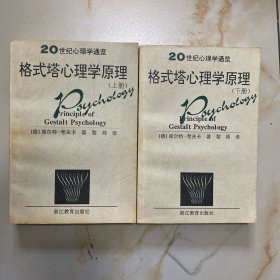 20世纪心理学通览
格式塔心理学原理
(上册)
Psychology
Principle of
Gestalt Psychology
[德]库尔特·考夫卡 著 黎 炜 译
浙江教育出版社
20世纪心理学通览
格式塔心理学原理
(下册)
Psychology
Principle of
Gestalt Psychology
[德]库尔特·考夫卡 著 黎 炜 译
浙江教育出版社